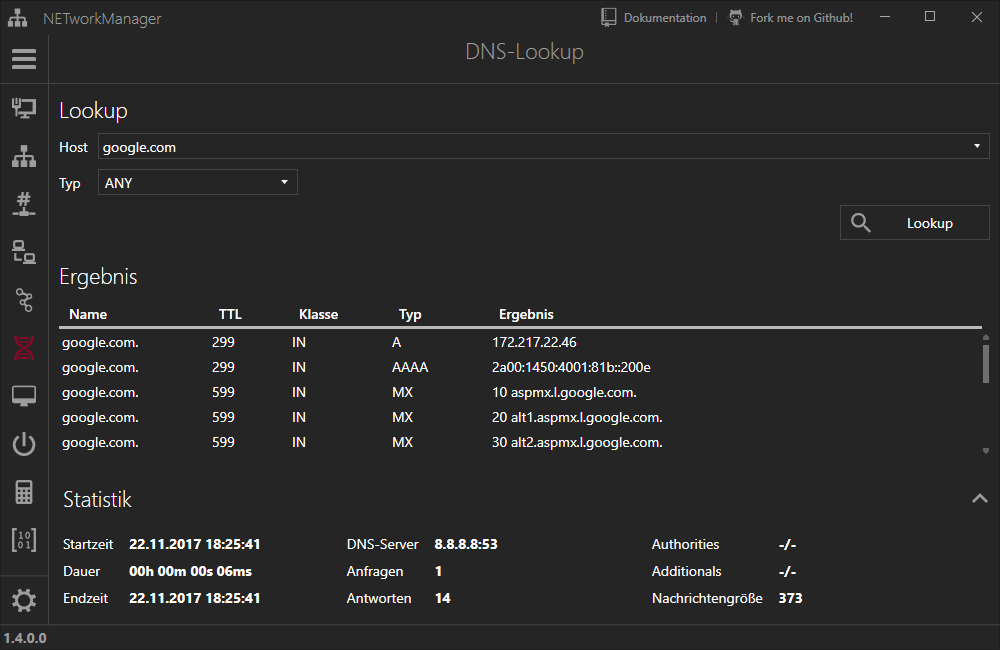 NETworkManager Dokumentation | Fork me on Github!
DNS-Lookup
Lookup
Host google.com
Typ ANY
Lookup
Ergebnis
Name TTL Klasse Typ Ergebnis
google.com. 299 IN A 172.217.22.46
google.com. 299 IN AAAA 2a00:1450:4001:81b::200e
google.com. 599 IN MX 10 aspmx.l.google.com.
google.com. 599 IN MX 20 alt1.aspmx.l.google.com.
google.com. 599 IN MX 30 alt2.aspmx.l.google.com.
Statistik
Startzeit 22.11.2017 18:25:41 DNS-Server 8.8.8.8:53 Authorities -/-
Dauer 00h 00m 00s 06ms Anfragen 1 Additionals -/-
Endzeit 22.11.2017 18:25:41 Antworten 14 Nachrichtengröße 373
1.4.0.0